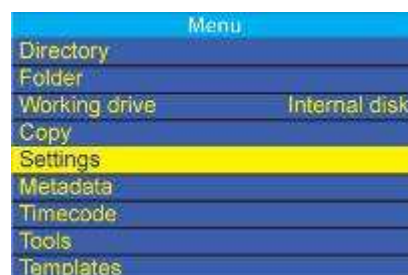 Menu
Directory
Folder
Working drive Internal disk
Copy
Settings
Metadata
Timecode
Tools
Templates